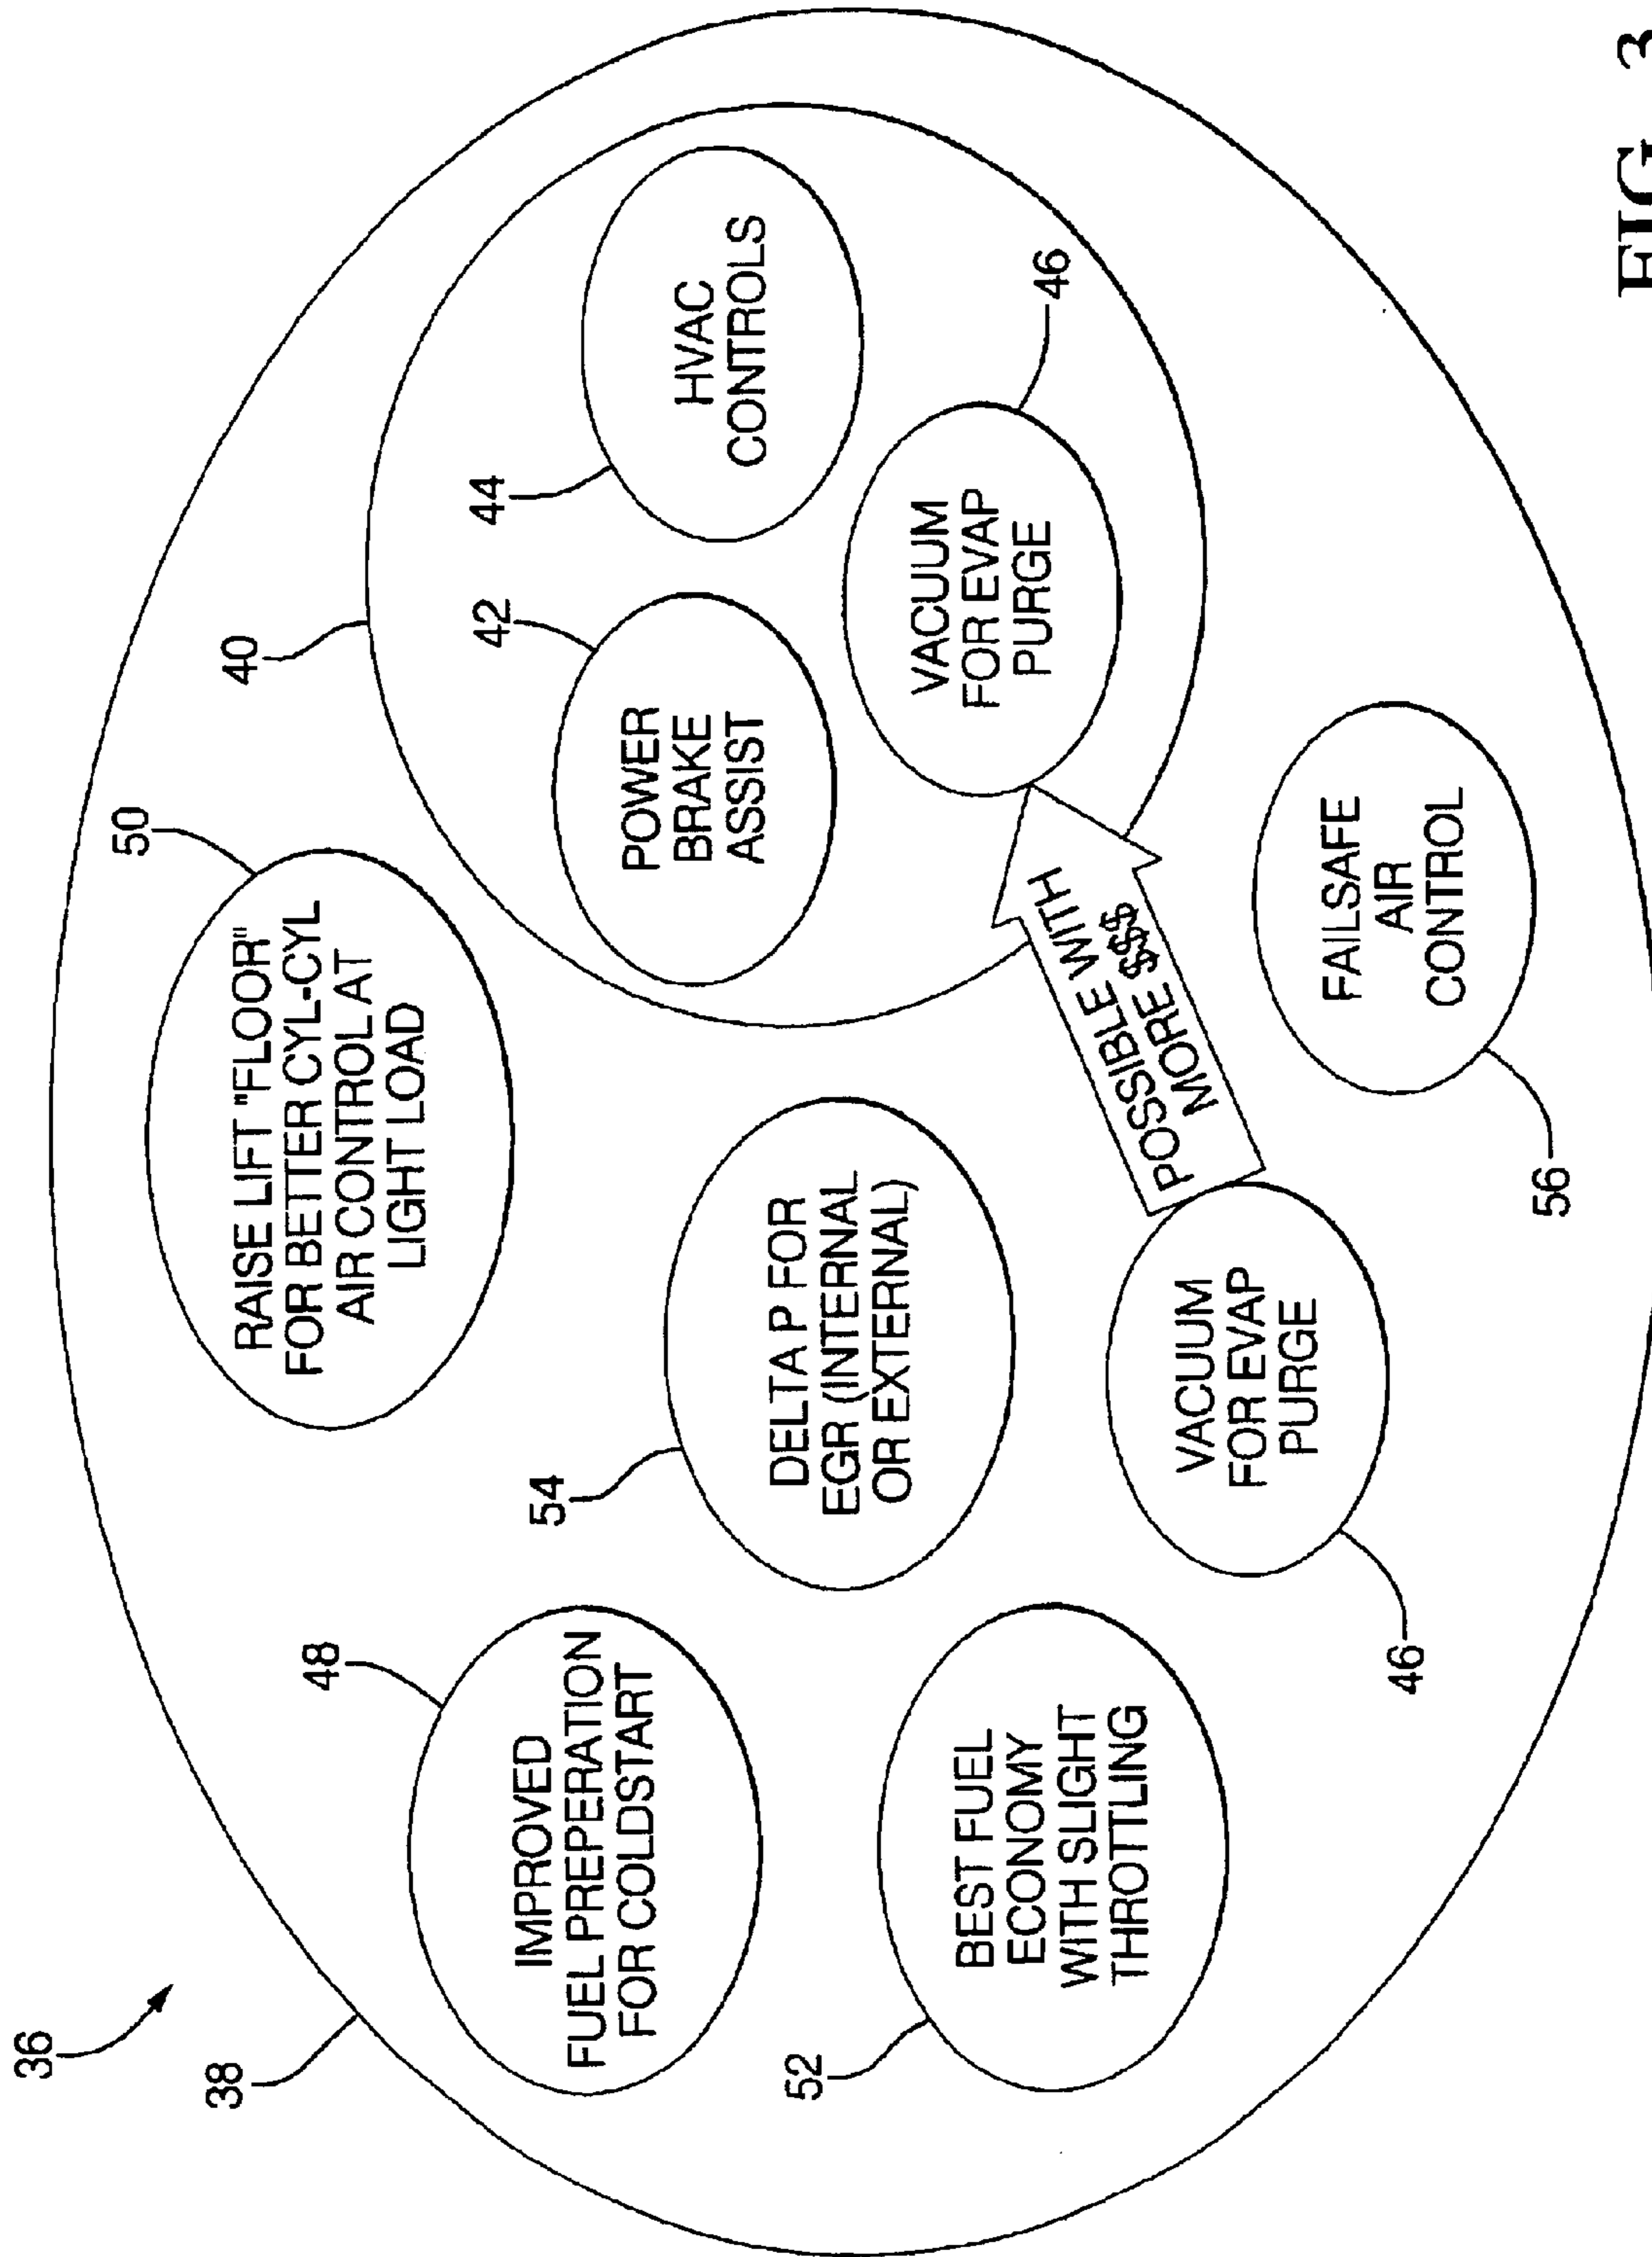 36
38
40
50
RAISE LIFT "FLOOR"
FOR BETTER CYL-CYL
AIR CONTROL AT
LIGHT LOAD
48
IMPROVED
FUEL PREPERATION
FOR COLDSTART
42
POWER
BRAKE
ASSIST
44
HVAC
CONTROLS
54
DELTA P FOR
EGR (INTERNAL
OR EXTERNAL)
VACUUM
FOR EVAP
PURGE
46
52
BEST FUEL
ECONOMY
WITH SLIGHT
THROTTLING
VACUUM
FOR EVAP
PURGE
46
POSSIBLE WITH
MORE $$$
FAILSAFE
AIR
CONTROL
56
FIG. 3